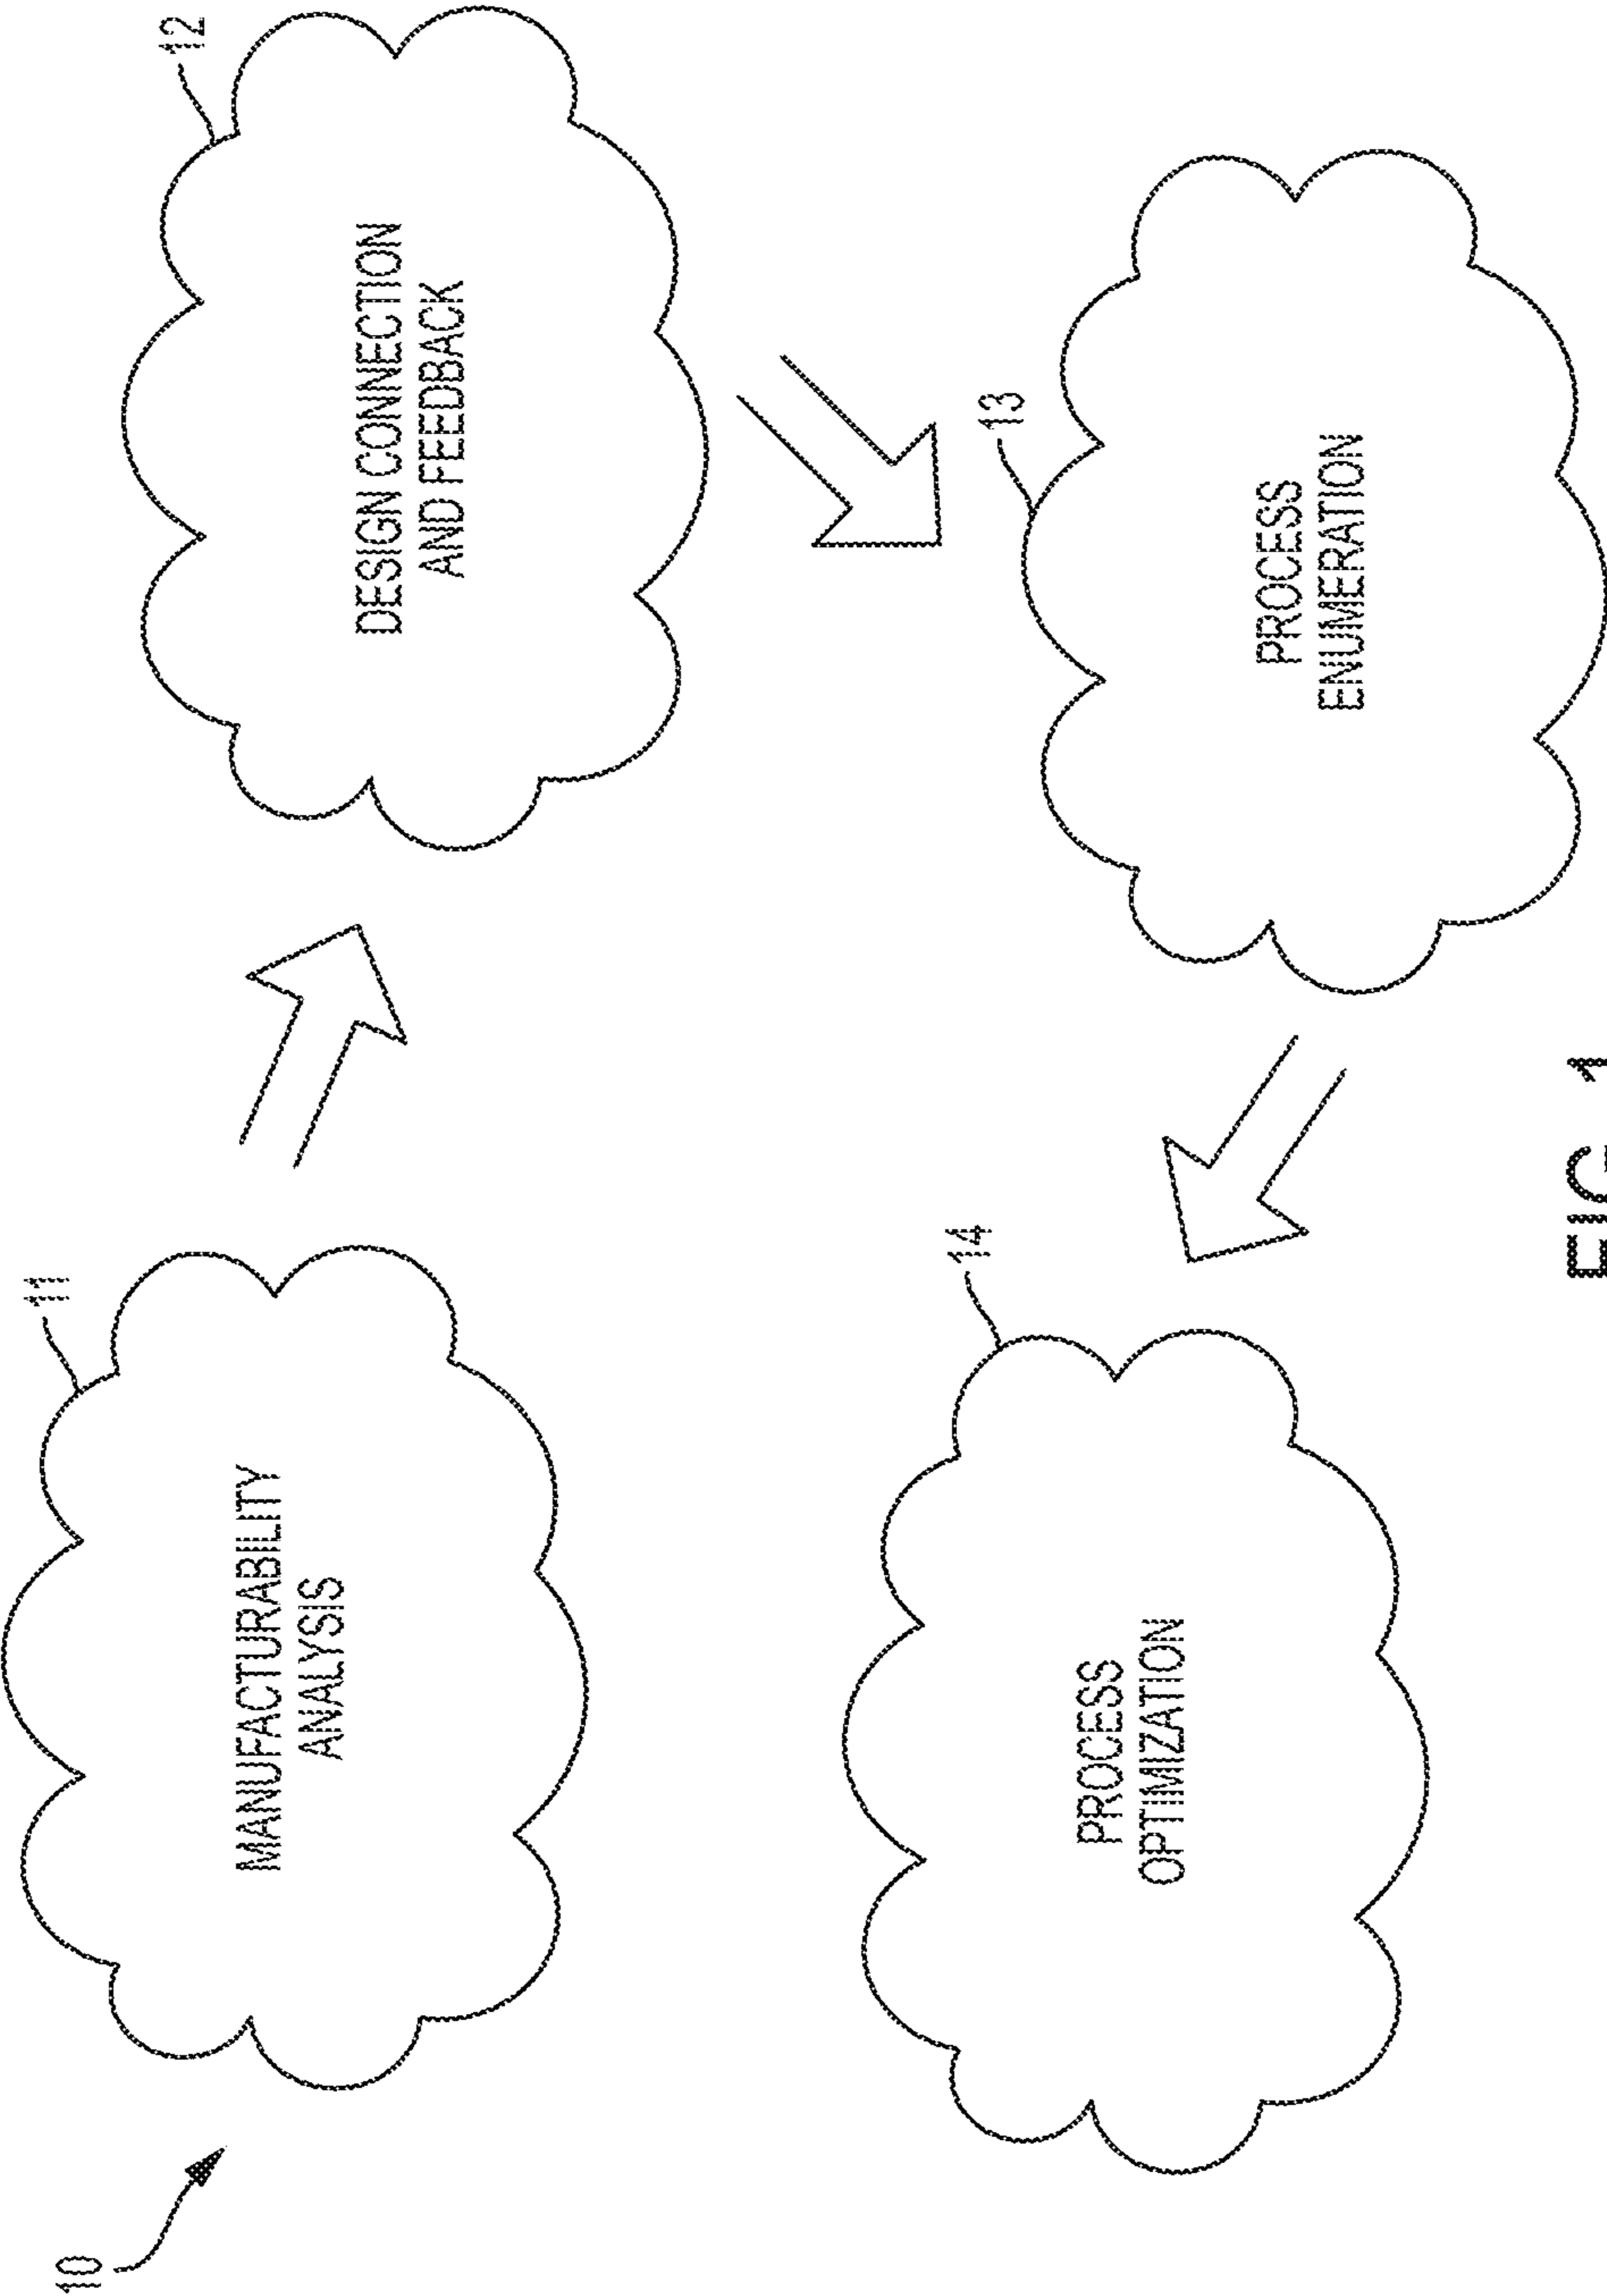 10
11
MANUFACTURABILITY
ANALYSIS
12
DESIGN CONNECTION
AND FEEDBACK
13
PROCESS
ENUMERATION
14
PROCESS
OPTIMIZATION
FIG. 1